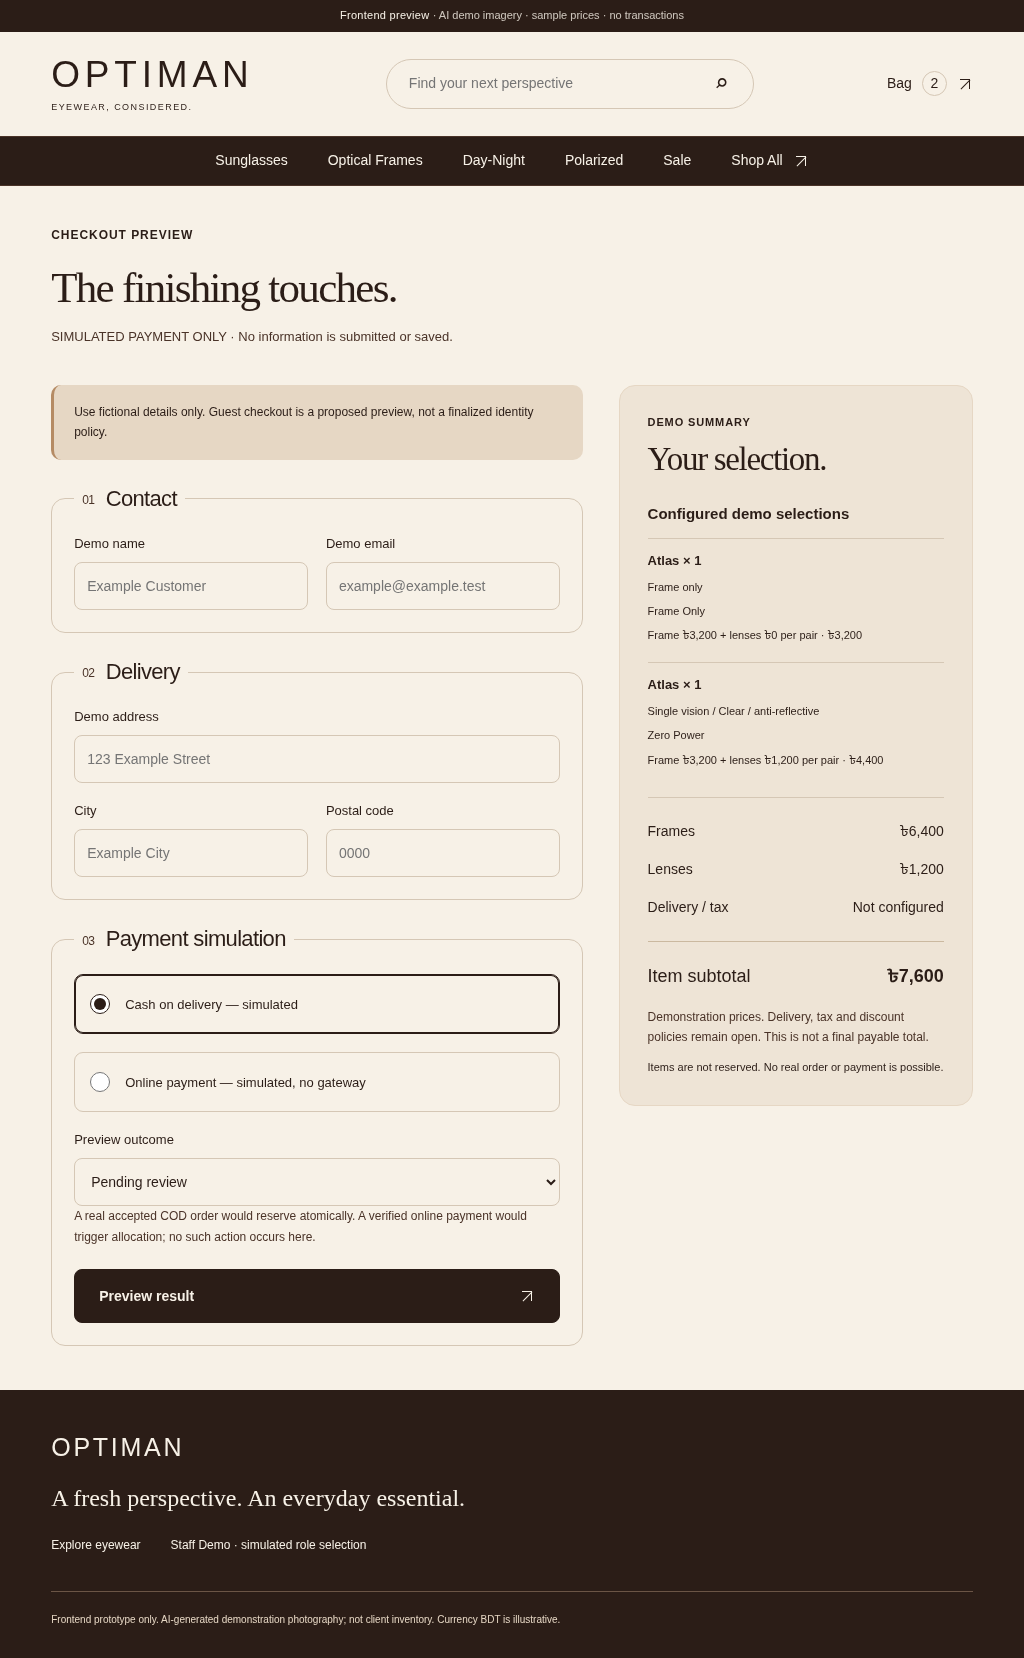 Frontend preview · AI demo imagery · sample prices · no transactions
OPTIMAN
EYEWEAR, CONSIDERED.
Find your next perspective
Bag 2
Sunglasses Optical Frames Day-Night Polarized Sale Shop All
CHECKOUT PREVIEW
The finishing touches.
SIMULATED PAYMENT ONLY · No information is submitted or saved.
Use fictional details only. Guest checkout is a proposed preview, not a finalized identity
policy.
01 Contact
Demo name Demo email
Example Customer example@example.test
02 Delivery
Demo address
123 Example Street
City Postal code
Example City 0000
03 Payment simulation
Cash on delivery — simulated
Online payment — simulated, no gateway
Preview outcome
Pending review
A real accepted COD order would reserve atomically. A verified online payment would
trigger allocation; no such action occurs here.
Preview result
DEMO SUMMARY
Your selection.
Configured demo selections
Atlas × 1
Frame only
Frame Only
Frame ৳3,200 + lenses ৳0 per pair · ৳3,200
Atlas × 1
Single vision / Clear / anti-reflective
Zero Power
Frame ৳3,200 + lenses ৳1,200 per pair · ৳4,400
Frames ৳6,400
Lenses ৳1,200
Delivery / tax Not configured
Item subtotal ৳7,600
Demonstration prices. Delivery, tax and discount
policies remain open. This is not a final payable total.
Items are not reserved. No real order or payment is possible.
OPTIMAN
A fresh perspective. An everyday essential.
Explore eyewear Staff Demo · simulated role selection
Frontend prototype only. AI-generated demonstration photography; not client inventory. Currency BDT is illustrative.